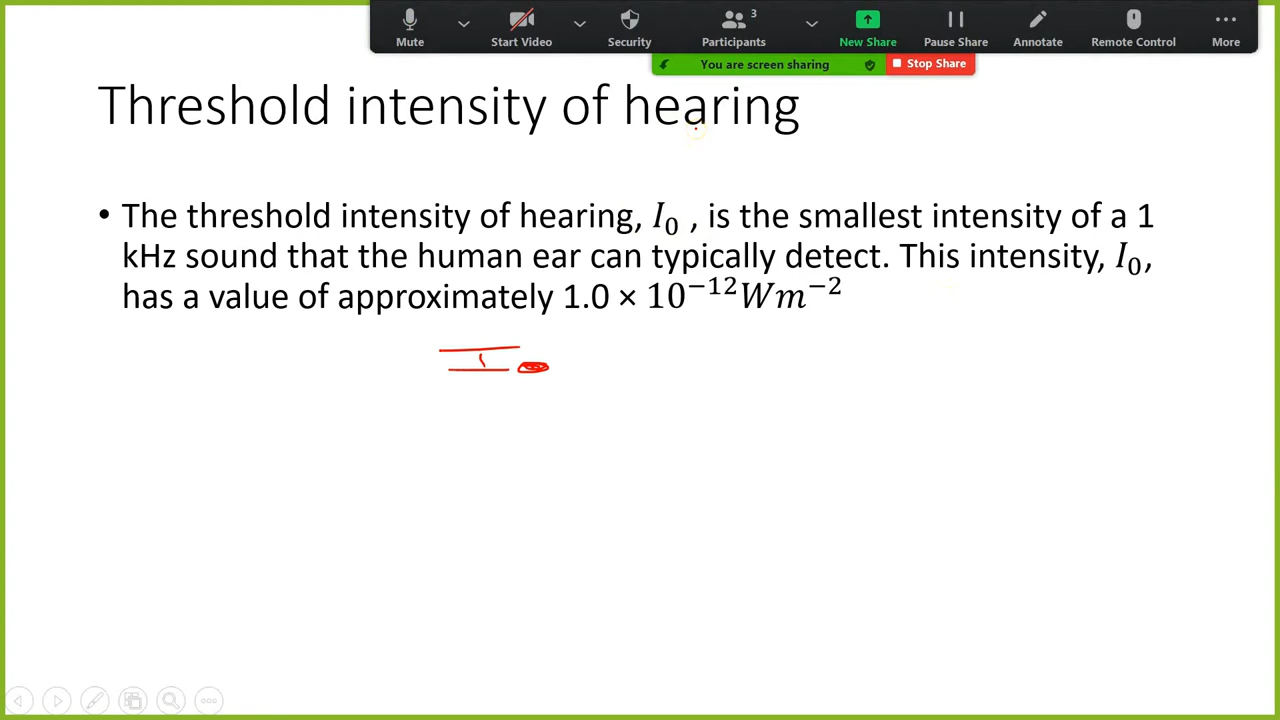 3
Mute Start Video Security Participants New Share Pause Share Annotate Remote Control More
You are screen sharing Stop Share
Threshold intensity of hearing
• The threshold intensity of hearing, I₀ , is the smallest intensity of a 1
kHz sound that the human ear can typically detect. This intensity, I₀,
has a value of approximately 1.0 × 10⁻¹²Wm⁻²